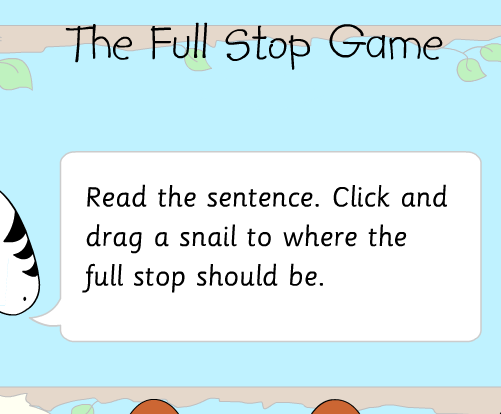 The Full Stop Game
Read the sentence. Click and
drag a snail to where the
full stop should be.